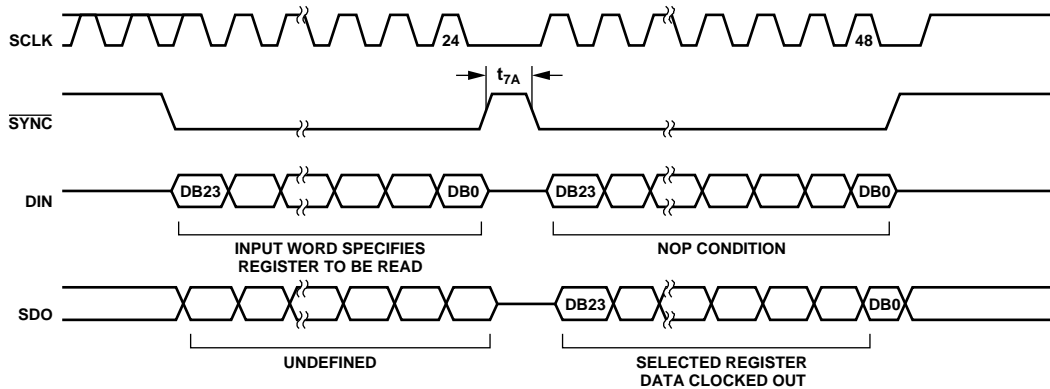 SCLK
24
48
t7A
SYNC
DIN
DB23
DB0
DB23
DB0
INPUT WORD SPECIFIES
REGISTER TO BE READ
NOP CONDITION
SDO
DB23
DB0
UNDEFINED
SELECTED REGISTER
DATA CLOCKED OUT